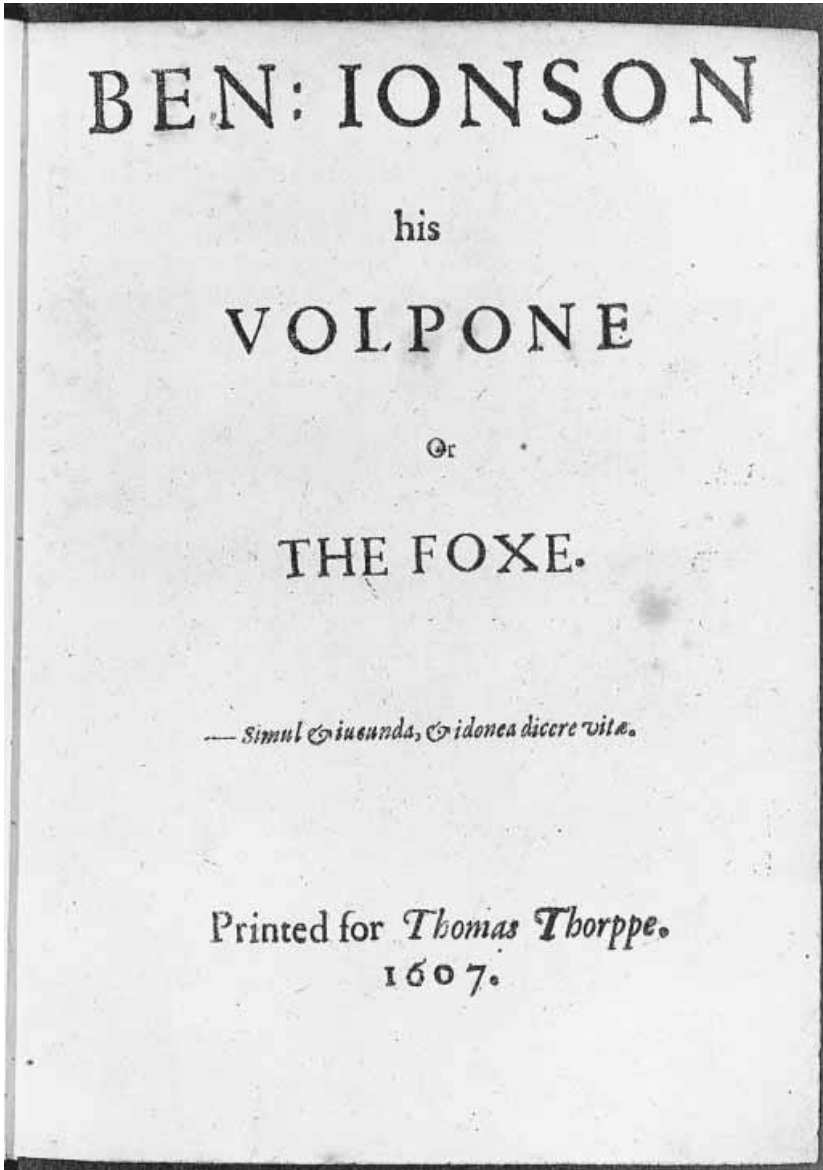 BEN: IONSON
his
VOLPONE
Or
THE FOXE.
— Simul & iucunda, & idonea dicere vitæ.
Printed for Thomas Thorppe.
1607.